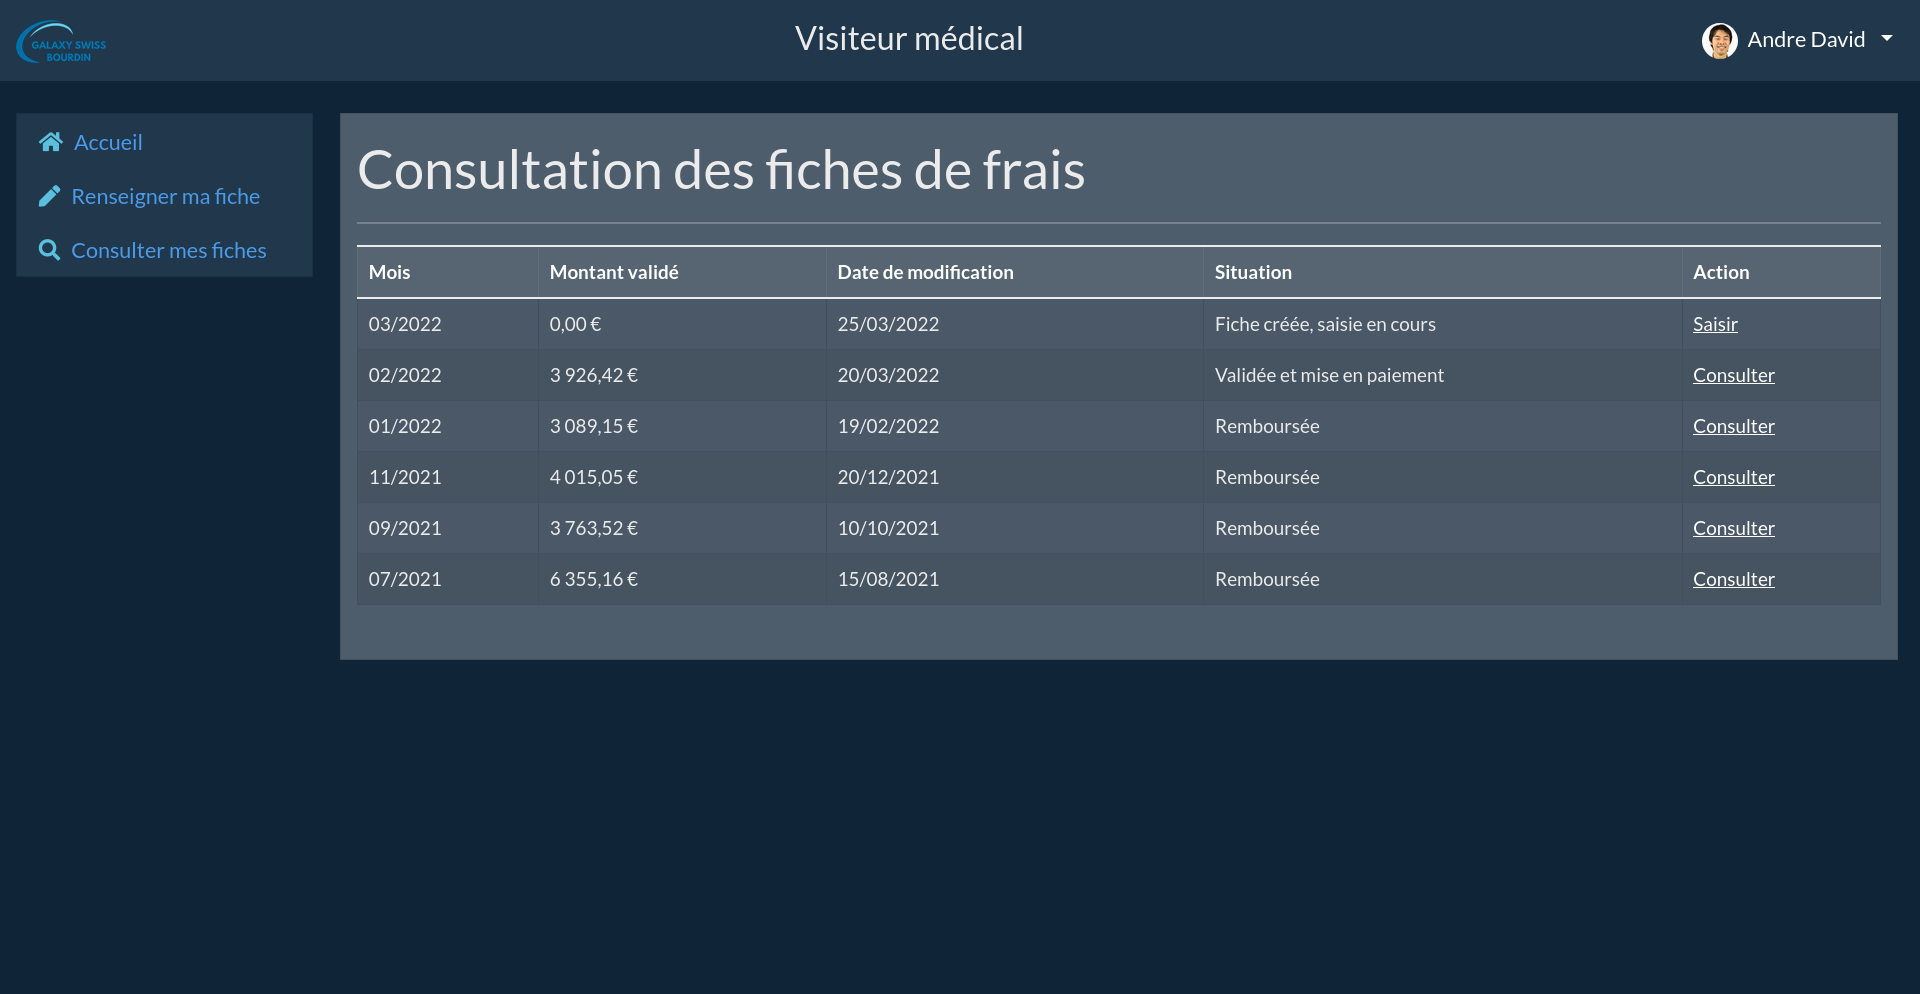 GALAXY SWISS
BOURDIN
Visiteur médical
Andre David
Accueil
Renseigner ma fiche
Consulter mes fiches
Consultation des fiches de frais
Mois Montant validé Date de modification Situation Action
03/2022 0,00 € 25/03/2022 Fiche créée, saisie en cours Saisir
02/2022 3 926,42 € 20/03/2022 Validée et mise en paiement Consulter
01/2022 3 089,15 € 19/02/2022 Remboursée Consulter
11/2021 4 015,05 € 20/12/2021 Remboursée Consulter
09/2021 3 763,52 € 10/10/2021 Remboursée Consulter
07/2021 6 355,16 € 15/08/2021 Remboursée Consulter